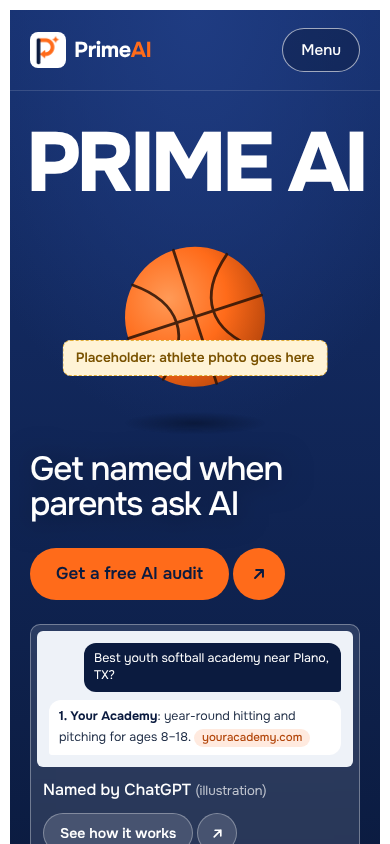 PrimeAI
Menu
PRIME AI
Placeholder: athlete photo goes here
Get named when
parents ask AI
Get a free AI audit
Best youth softball academy near Plano,
TX?
1. Your Academy: year-round hitting and
pitching for ages 8–18. youracademy.com
Named by ChatGPT (illustration)
See how it works